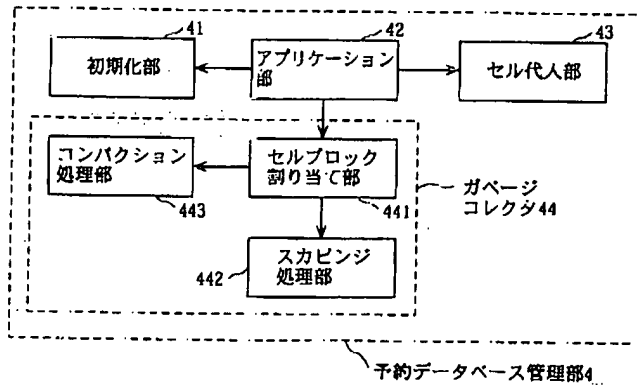 41
42
43
初期化部
アプリケーション
部
セル代人部
コンパクション
処理部
セルブロック
割り当て部
443
441
ガベージ
コレクタ44
スカビンジ
処理部
442
予約データベース管理部4